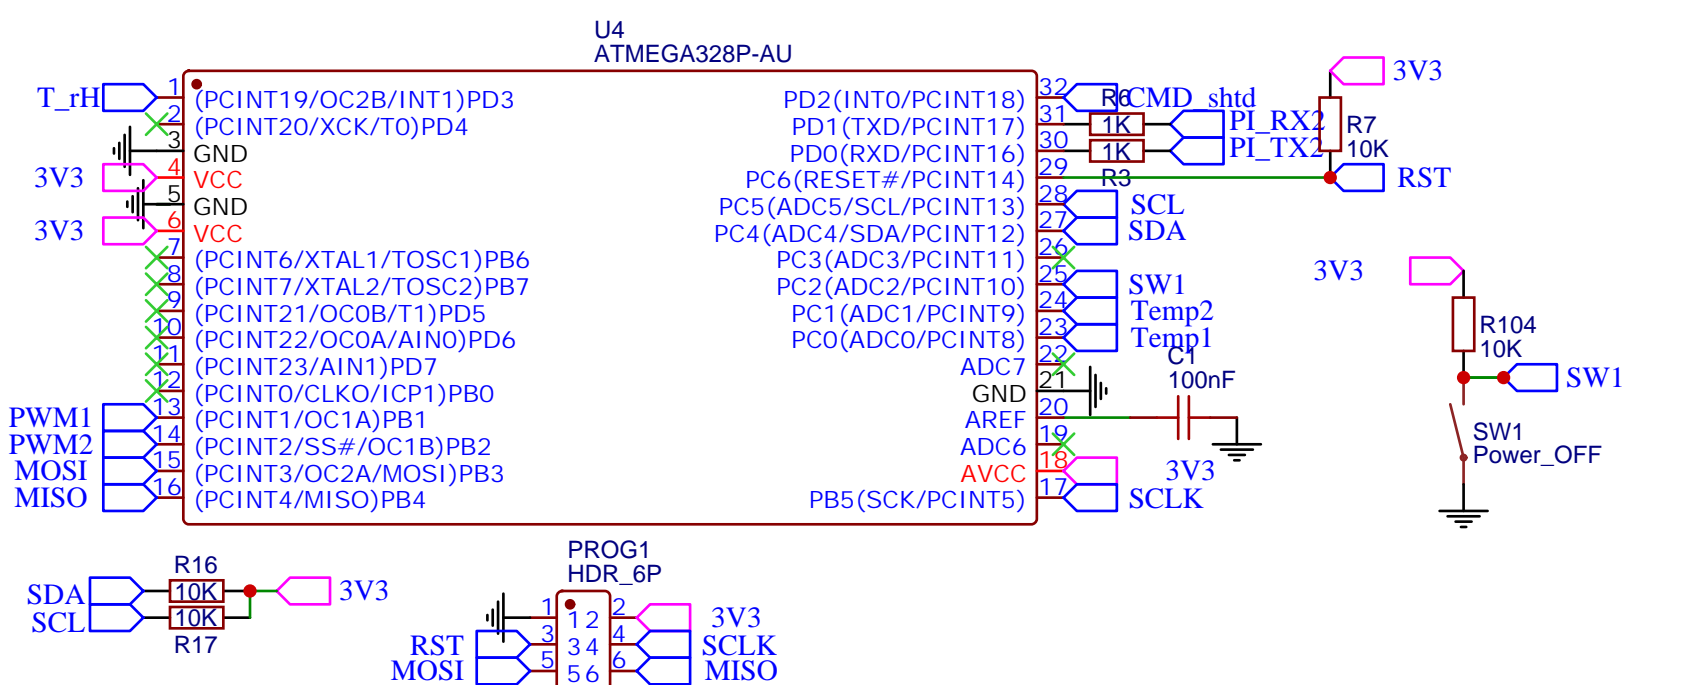 U4
ATMEGA328P-AU
T_rH
1
(PCINT19/OC2B/INT1)PD3
2
(PCINT20/XCK/T0)PD4
3
GND
3V3
4
VCC
5
GND
3V3
6
VCC
7
(PCINT6/XTAL1/TOSC1)PB6
8
(PCINT7/XTAL2/TOSC2)PB7
9
(PCINT21/OC0B/T1)PD5
10
(PCINT22/OC0A/AIN0)PD6
11
(PCINT23/AIN1)PD7
12
(PCINT0/CLKO/ICP1)PB0
PWM1
13
(PCINT1/OC1A)PB1
PWM2
14
(PCINT2/SS#/OC1B)PB2
MOSI
15
(PCINT3/OC2A/MOSI)PB3
MISO
16
(PCINT4/MISO)PB4
PD2(INT0/PCINT18)
32
R6
CMD_shtd
PD1(TXD/PCINT17)
31
1K
PI_RX2
PD0(RXD/PCINT16)
30
1K
PI_TX2
PC6(RESET#/PCINT14)
29
R3
PC5(ADC5/SCL/PCINT13)
28
SCL
PC4(ADC4/SDA/PCINT12)
27
SDA
PC3(ADC3/PCINT11)
26
PC2(ADC2/PCINT10)
25
SW1
PC1(ADC1/PCINT9)
24
Temp2
PC0(ADC0/PCINT8)
23
Temp1
ADC7
22
C1
100nF
GND
21
AREF
20
ADC6
19
AVCC
18
3V3
PB5(SCK/PCINT5)
17
SCLK
3V3
R7
10K
RST
3V3
R104
10K
SW1
SW1
Power_OFF
R16
SDA
10K
3V3
SCL
10K
R17
PROG1
HDR_6P
1
1 2
2
3V3
RST
3
3 4
4
SCLK
MOSI
5
5 6
6
MISO